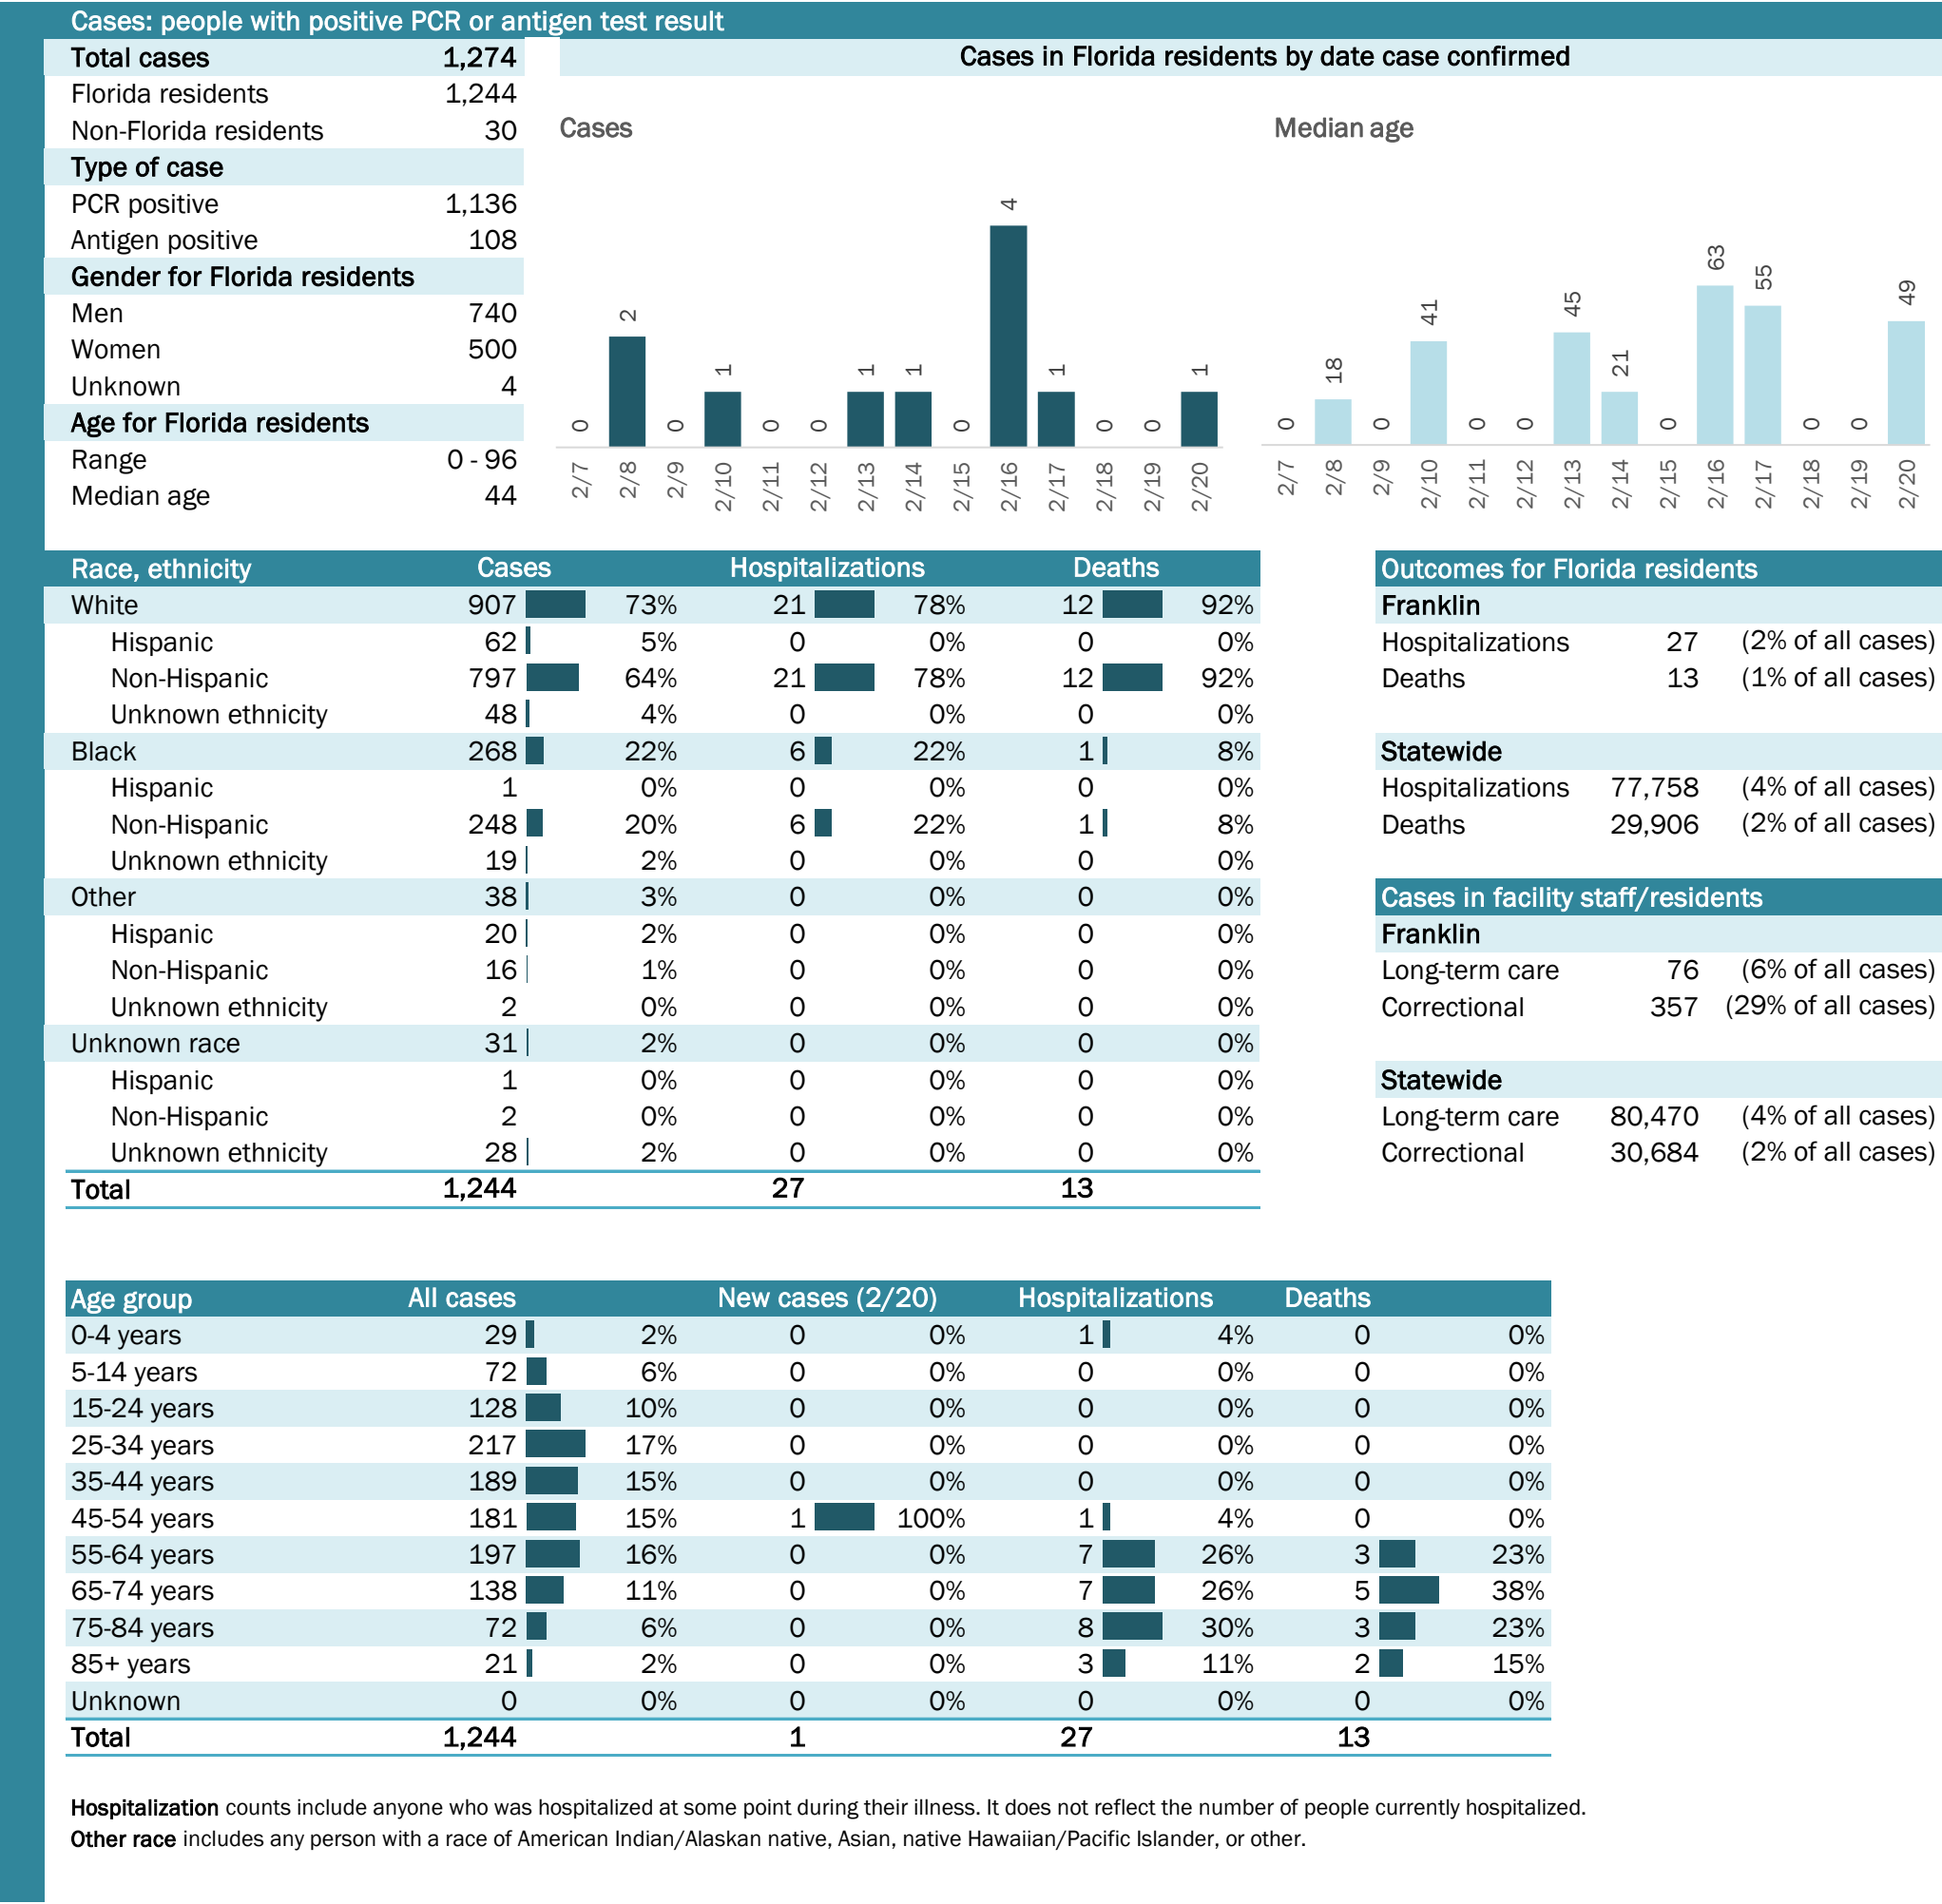 Cases: people with positive PCR or antigen test result
Total cases 1,274
Florida residents 1,244
Non-Florida residents 30
Type of case
PCR positive 1,136
Antigen positive 108
Gender for Florida residents
Men 740
Women 500
Unknown 4
Age for Florida residents
Range 0 - 96
Median age 44
Cases in Florida residents by date case confirmed
Cases
0 2 0 1 0 0 1 1 0 4 1 0 0 1
2/7 2/8 2/9 2/10 2/11 2/12 2/13 2/14 2/15 2/16 2/17 2/18 2/19 2/20
Median age
0 18 0 41 0 0 45 21 0 63 55 0 0 49
2/7 2/8 2/9 2/10 2/11 2/12 2/13 2/14 2/15 2/16 2/17 2/18 2/19 2/20
Race, ethnicity Cases Hospitalizations Deaths
White 907 73% 21 78% 12 92%
Hispanic 62 5% 0 0% 0 0%
Non-Hispanic 797 64% 21 78% 12 92%
Unknown ethnicity 48 4% 0 0% 0 0%
Black 268 22% 6 22% 1 8%
Hispanic 1 0% 0 0% 0 0%
Non-Hispanic 248 20% 6 22% 1 8%
Unknown ethnicity 19 2% 0 0% 0 0%
Other 38 3% 0 0% 0 0%
Hispanic 20 2% 0 0% 0 0%
Non-Hispanic 16 1% 0 0% 0 0%
Unknown ethnicity 2 0% 0 0% 0 0%
Unknown race 31 2% 0 0% 0 0%
Hispanic 1 0% 0 0% 0 0%
Non-Hispanic 2 0% 0 0% 0 0%
Unknown ethnicity 28 2% 0 0% 0 0%
Total 1,244 27 13
Outcomes for Florida residents
Franklin
Hospitalizations 27 (2% of all cases)
Deaths 13 (1% of all cases)
Statewide
Hospitalizations 77,758 (4% of all cases)
Deaths 29,906 (2% of all cases)
Cases in facility staff/residents
Franklin
Long-term care 76 (6% of all cases)
Correctional 357 (29% of all cases)
Statewide
Long-term care 80,470 (4% of all cases)
Correctional 30,684 (2% of all cases)
Age group All cases New cases (2/20) Hospitalizations Deaths
0-4 years 29 2% 0 0% 1 4% 0 0%
5-14 years 72 6% 0 0% 0 0% 0 0%
15-24 years 128 10% 0 0% 0 0% 0 0%
25-34 years 217 17% 0 0% 0 0% 0 0%
35-44 years 189 15% 0 0% 0 0% 0 0%
45-54 years 181 15% 1 100% 1 4% 0 0%
55-64 years 197 16% 0 0% 7 26% 3 23%
65-74 years 138 11% 0 0% 7 26% 5 38%
75-84 years 72 6% 0 0% 8 30% 3 23%
85+ years 21 2% 0 0% 3 11% 2 15%
Unknown 0 0% 0 0% 0 0% 0 0%
Total 1,244 1 27 13
Hospitalization counts include anyone who was hospitalized at some point during their illness. It does not reflect the number of people currently hospitalized.
Other race includes any person with a race of American Indian/Alaskan native, Asian, native Hawaiian/Pacific Islander, or other.